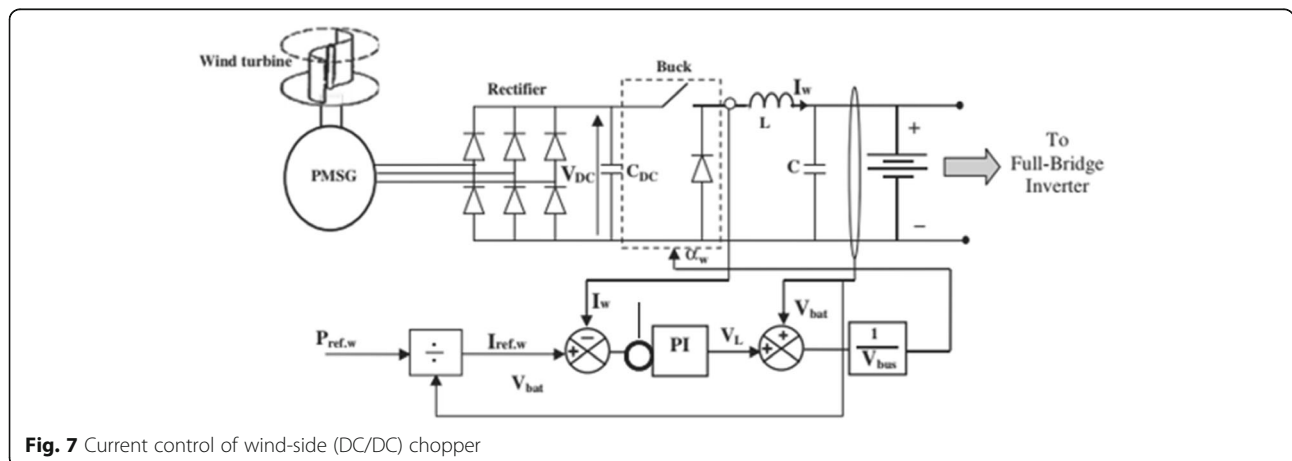 Wind turbine
Buck
Rectifier
I_w
L
PMSG
V_DC
C_DC
C
+
−
To
Full-Bridge
Inverter
α_w
I_w
V_bat
P_ref.w
÷
I_ref.w
V_bat
−
+
PI
V_L
+
+
1
V_bus
Fig. 7 Current control of wind-side (DC/DC) chopper